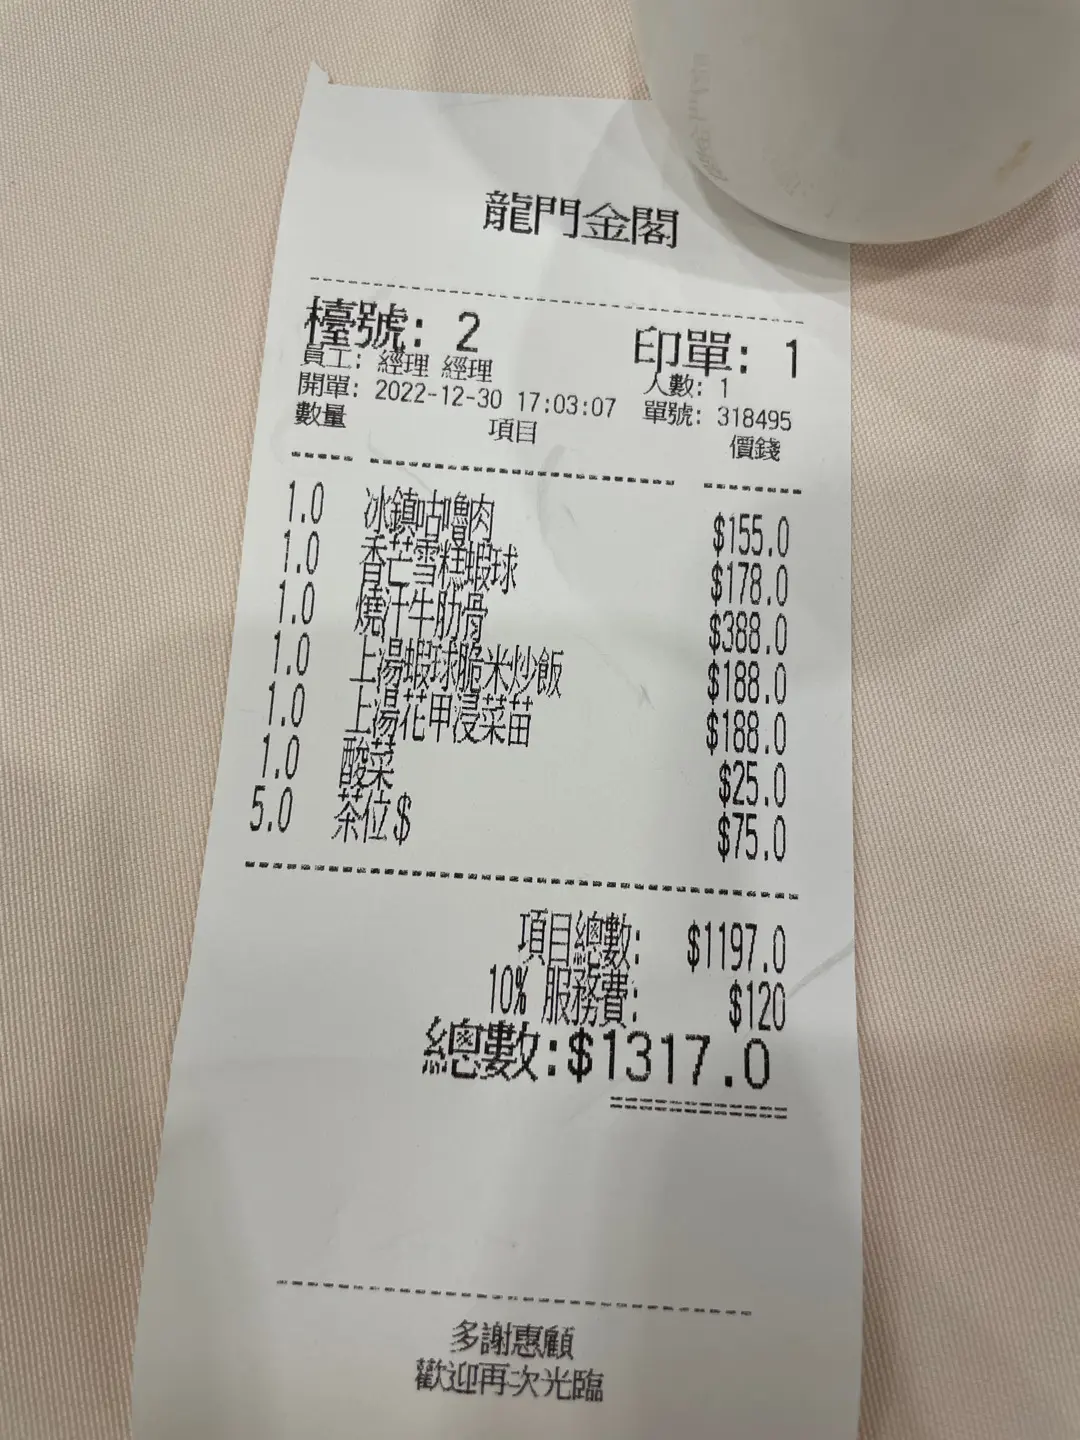 龍門金閣
檯號: 2 印單: 1
員工: 經理 經理 人數: 1
開單: 2022-12-30 17:03:07 單號: 318495
數量 項目 價錢
1.0 冰鎮咕嚕肉 $155.0
1.0 香芒雪糕蝦球 $178.0
1.0 燒汗牛肋骨 $388.0
1.0 上湯蝦球脆米炒飯 $188.0
1.0 上湯花甲浸菜苗 $188.0
1.0 酸菜 $25.0
5.0 茶位$ $75.0
項目總數: $1197.0
10% 服務費: $120
總數:$1317.0
多謝惠顧
歡迎再次光臨